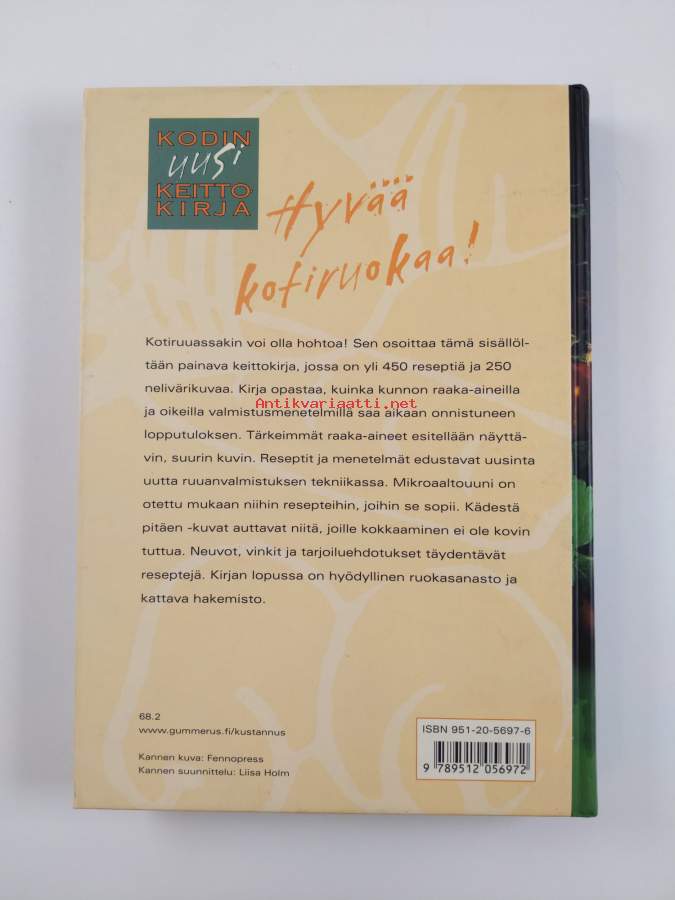 KODIN
uusi
KEITTO-
KIRJA
Hyvää
kotiruokaa!
Kotiruuassakin voi olla hohtoa! Sen osoittaa tämä sisällöl-
tään painava keittokirja, jossa on yli 450 reseptiä ja 250
nelivärikuvaa. Kirja opastaa, kuinka kunnon raaka-aineilla
Antikvariaatti.net
ja oikeilla valmistusmenetelmillä saa aikaan onnistuneen
lopputuloksen. Tärkeimmät raaka-aineet esitellään näyttä-
vin, suurin kuvin. Reseptit ja menetelmät edustavat uusinta
uutta ruuanvalmistuksen tekniikassa. Mikroaaltouuni on
otettu mukaan niihin resepteihin, joihin se sopii. Kädestä
pitäen -kuvat auttavat niitä, joille kokkaaminen ei ole kovin
tuttua. Neuvot, vinkit ja tarjoiluehdotukset täydentävät
reseptejä. Kirjan lopussa on hyödyllinen ruokasanasto ja
kattava hakemisto.
68.2
www.gummerus.fi/kustannus
Kannen kuva: Fennopress
Kannen suunnittelu: Liisa Holm
ISBN 951-20-5697-6
9 789512 056972